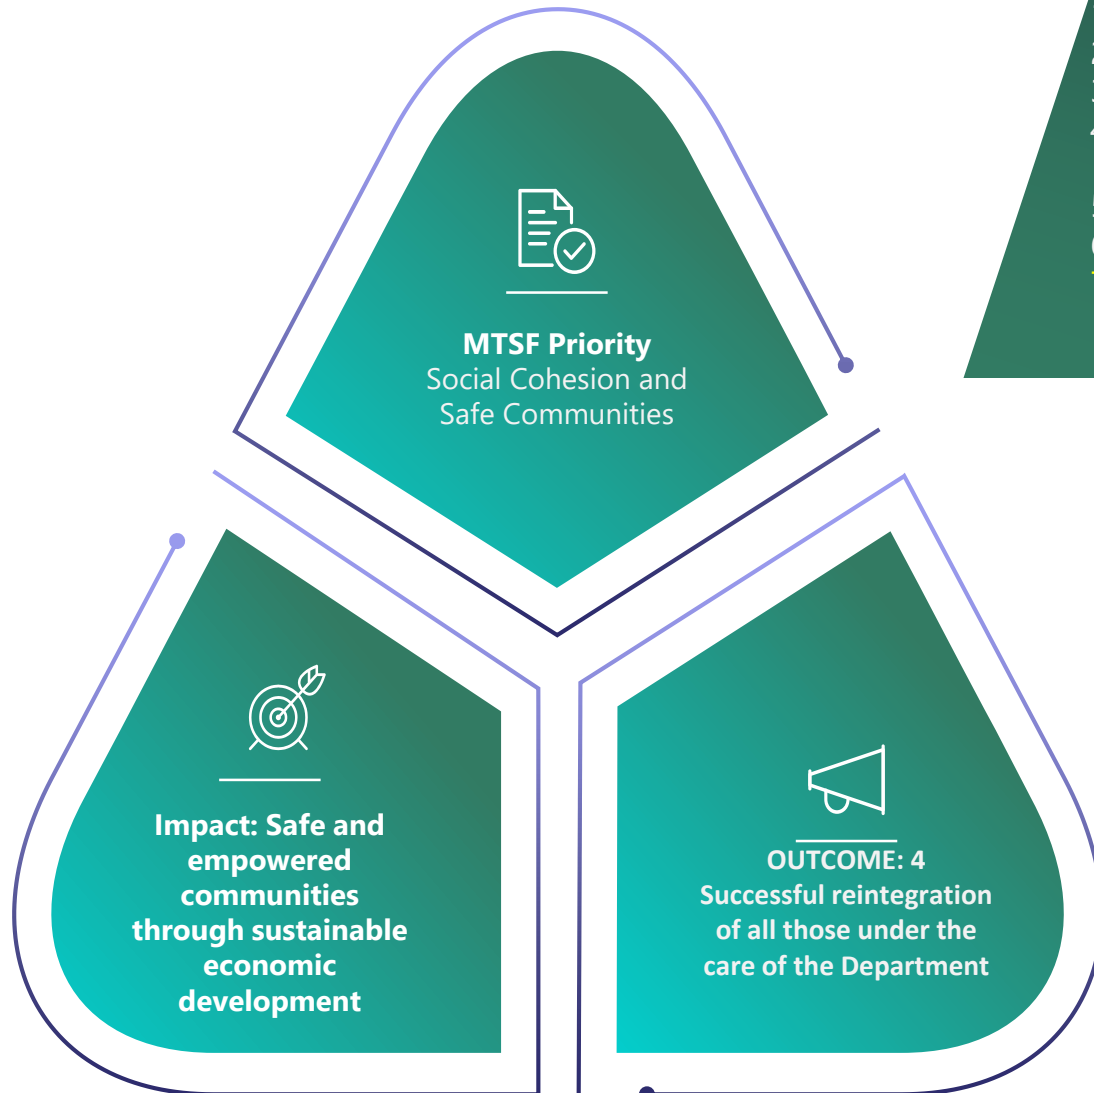 MTSF Priority
Social Cohesion and
Safe Communities
Impact: Safe and
empowered
communities
through sustainable
economic
development
OUTCOME: 4
Successful reintegration
of all those under the
care of the Department